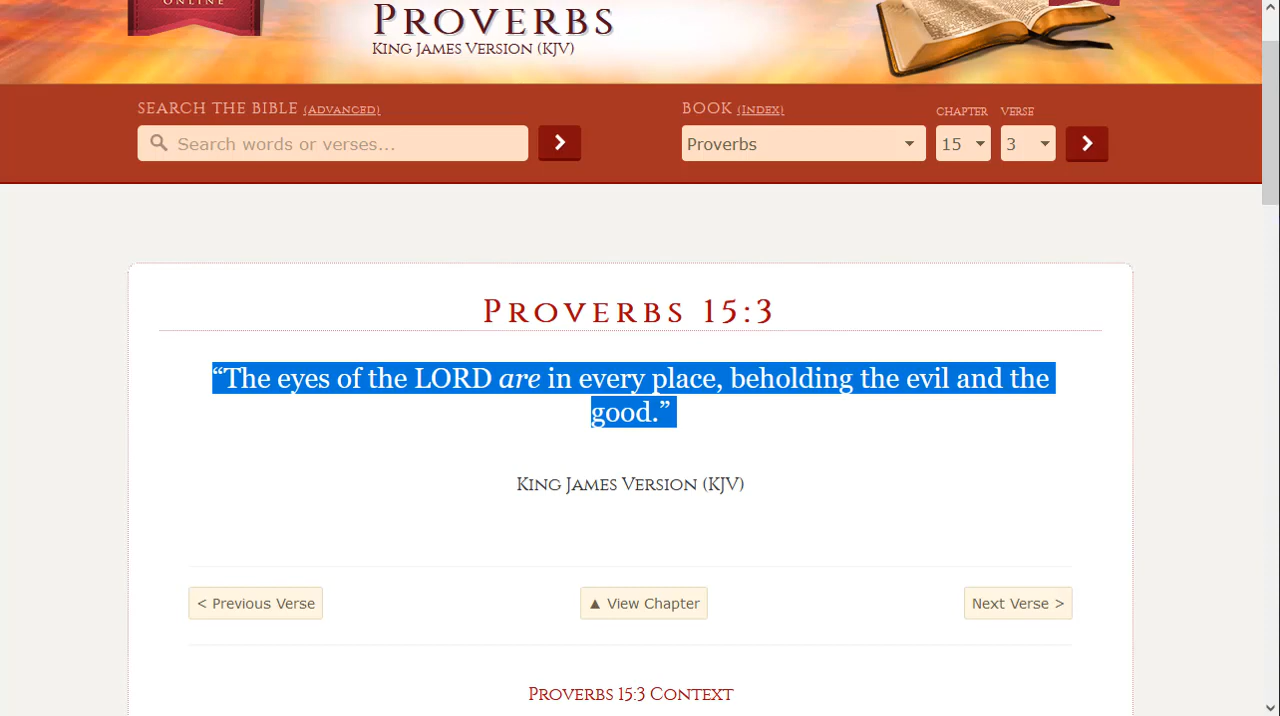 ONLINE
PROVERBS
KING JAMES VERSION (KJV)
SEARCH THE BIBLE (ADVANCED)
BOOK (INDEX)
CHAPTER
VERSE
Search words or verses...
Proverbs
15
3
PROVERBS 15:3
“The eyes of the LORD are in every place, beholding the evil and the
good.”
KING JAMES VERSION (KJV)
< Previous Verse
▲ View Chapter
Next Verse >
PROVERBS 15:3 CONTEXT